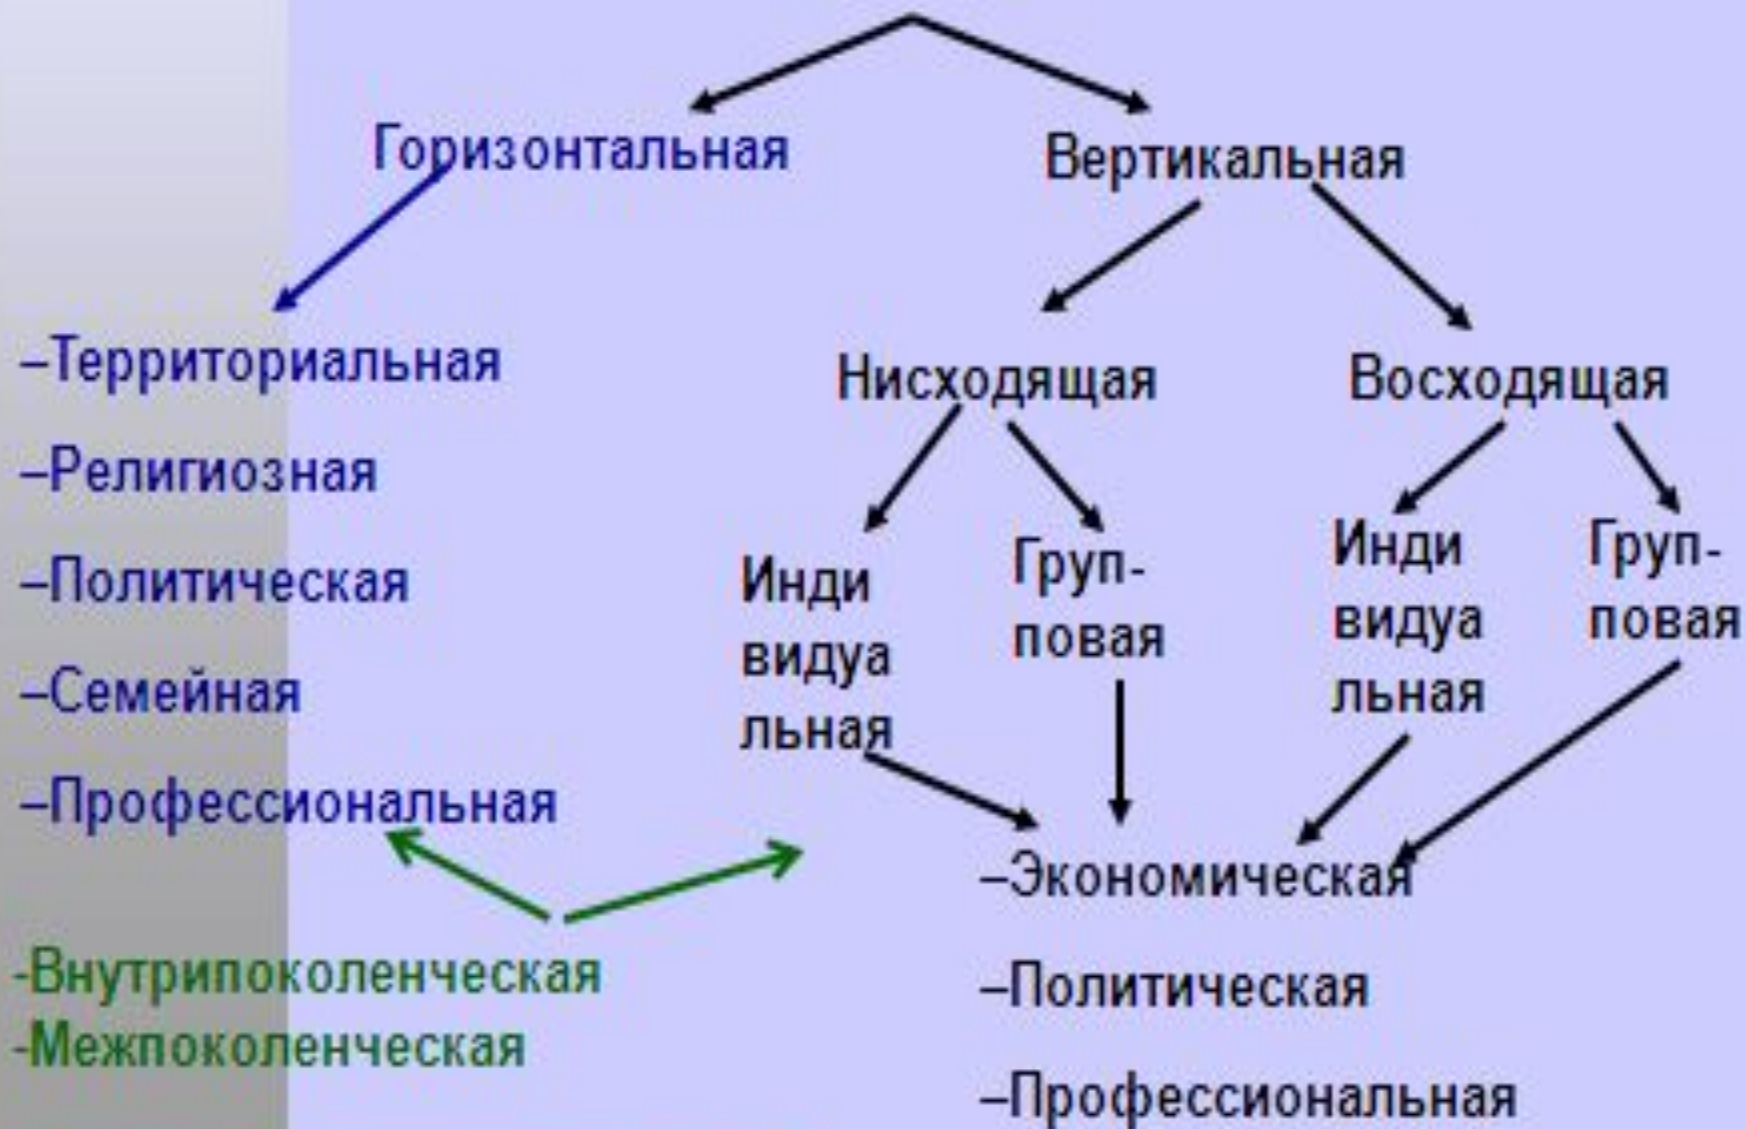 Горизонтальная
Вертикальная
–Территориальная
–Религиозная
–Политическая
–Семейная
–Профессиональная
-Внутрипоколенческая
-Межпоколенческая
Нисходящая
Восходящая
Инди
видуа
льная
Груп-
повая
Инди
видуа
льная
Груп-
повая
–Экономическая
–Политическая
–Профессиональная